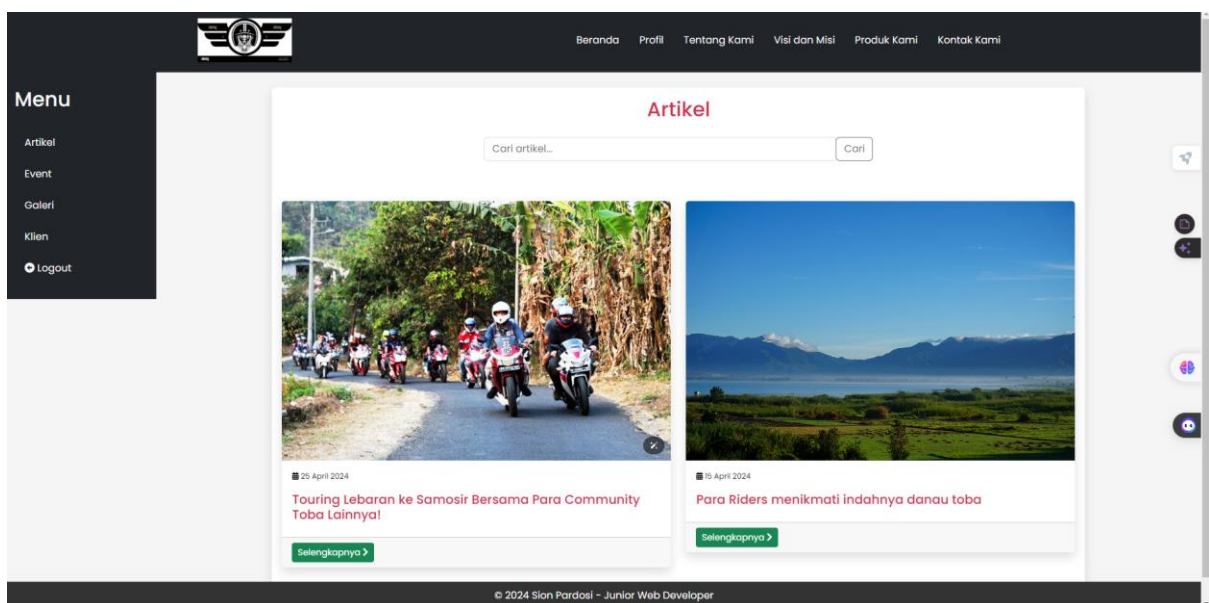 Beranda Profil Tentang Kami Visi dan Misi Produk Kami Kontak Kami
Menu
Artikel
Event
Galeri
Klien
Logout
Artikel
Cari artikel... Cari
25 April 2024
Touring Lebaran ke Samosir Bersama Para Community
Toba Lainnya!
Selengkapnya
15 April 2024
Para Riders menikmati indahnya danau toba
Selengkapnya
© 2024 Sion Pardosi - Junior Web Developer